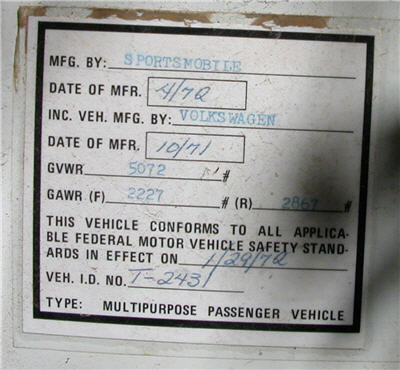 MFG. BY: SPORTSMOBILE
DATE OF MFR. 4/72
INC. VEH. MFG. BY: VOLKSWAGEN
DATE OF MFR. 10/71
GVWR 5072 #
GAWR (F) 2227 # (R) 2867 #
THIS VEHICLE CONFORMS TO ALL APPLICA-
BLE FEDERAL MOTOR VEHICLE SAFETY STAND-
ARDS IN EFFECT ON 1/29/72
VEH. I.D. NO. T-2431
TYPE: MULTIPURPOSE PASSENGER VEHICLE